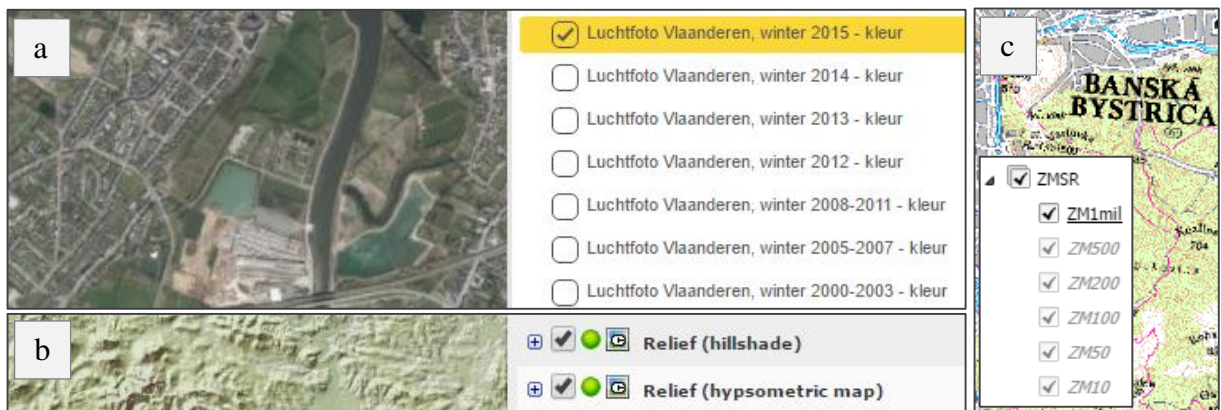 a
Luchtfoto Vlaanderen, winter 2015 - kleur
Luchtfoto Vlaanderen, winter 2014 - kleur
Luchtfoto Vlaanderen, winter 2013 - kleur
Luchtfoto Vlaanderen, winter 2012 - kleur
Luchtfoto Vlaanderen, winter 2008-2011 - kleur
Luchtfoto Vlaanderen, winter 2005-2007 - kleur
Luchtfoto Vlaanderen, winter 2000-2003 - kleur
b
Relief (hillshade)
Relief (hypsometric map)
c
BANSKÁ
BYSTRICA
ZMSR
ZM1mil
ZM500
ZM200
ZM100
ZM50
ZM10
704